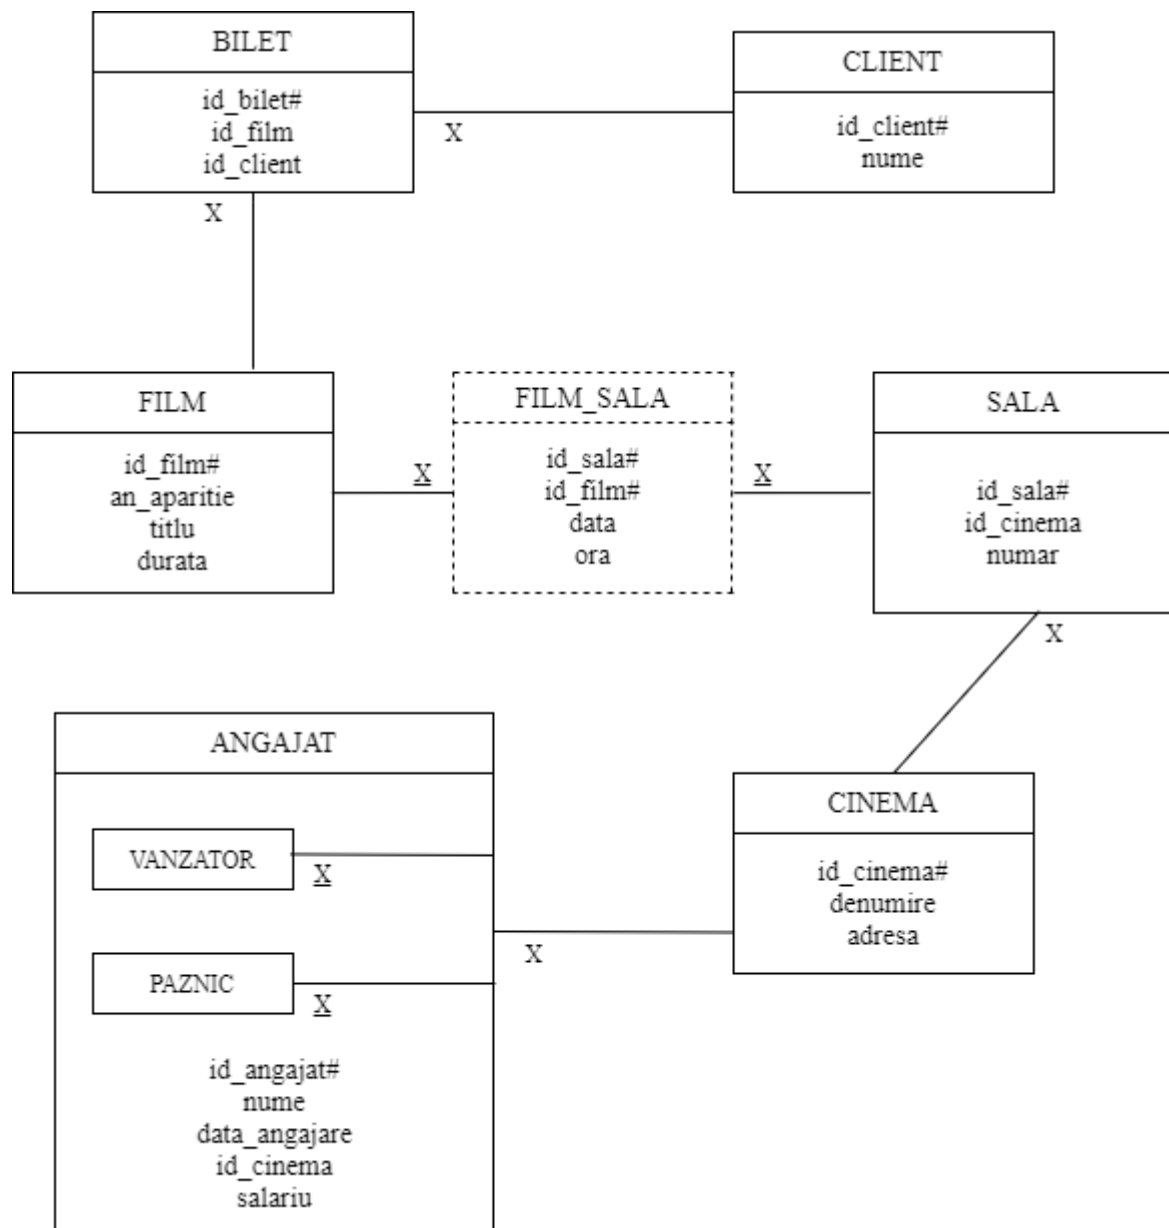 BILET
id_bilet#
id_film
id_client
X
X
CLIENT
id_client#
nume
FILM
id_film#
an_aparitie
titlu
durata
X
FILM_SALA
id_sala#
id_film#
data
ora
X
SALA
id_sala#
id_cinema
numar
X
ANGAJAT
VANZATOR
X
PAZNIC
X
id_angajat#
nume
data_angajare
id_cinema
salariu
X
CINEMA
id_cinema#
denumire
adresa